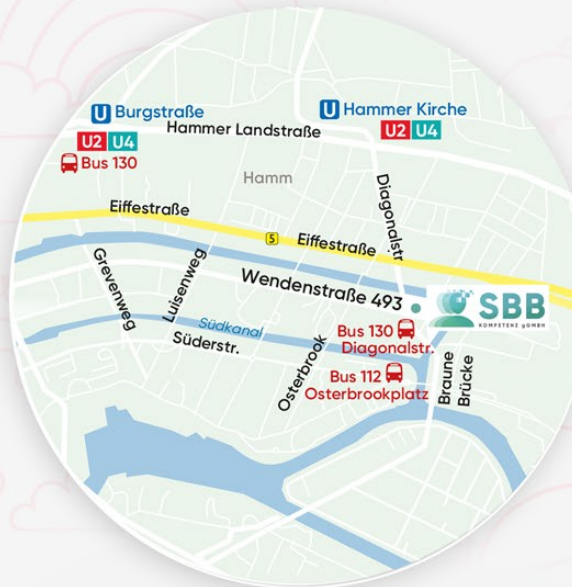 U Burgstraße
U2 U4
Bus 130
U Hammer Kirche
U2 U4
Hammer Landstraße
Hamm
Diagonalstr.
Eiffestraße
5
Eiffestraße
Grevenweg
Luisenweg
Wendenstraße 493
SBB
KOMPETENZ gGMBH
Südkanal
Süderstr.
Bus 130
Diagonalstr.
Osterbrook
Bus 112
Osterbrookplatz
Braune
Brücke